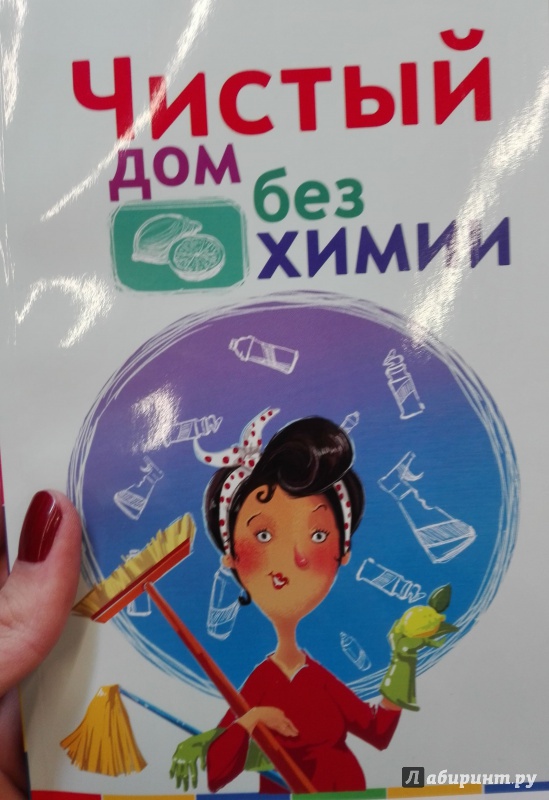 Чистый
дом
без
химии
Лабиринт.ру